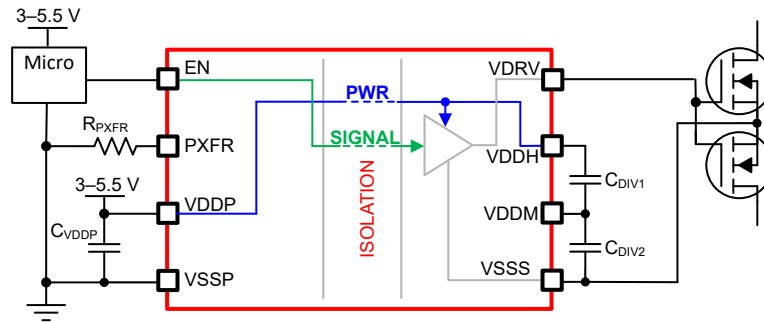 3–5.5 V
Micro
EN
PWR
VDRV
RPXFR
PXFR
SIGNAL
VDDH
3–5.5 V
ISOLATION
CDIV1
VDDP
VDDM
CVDDP
CDIV2
VSSP
VSSS